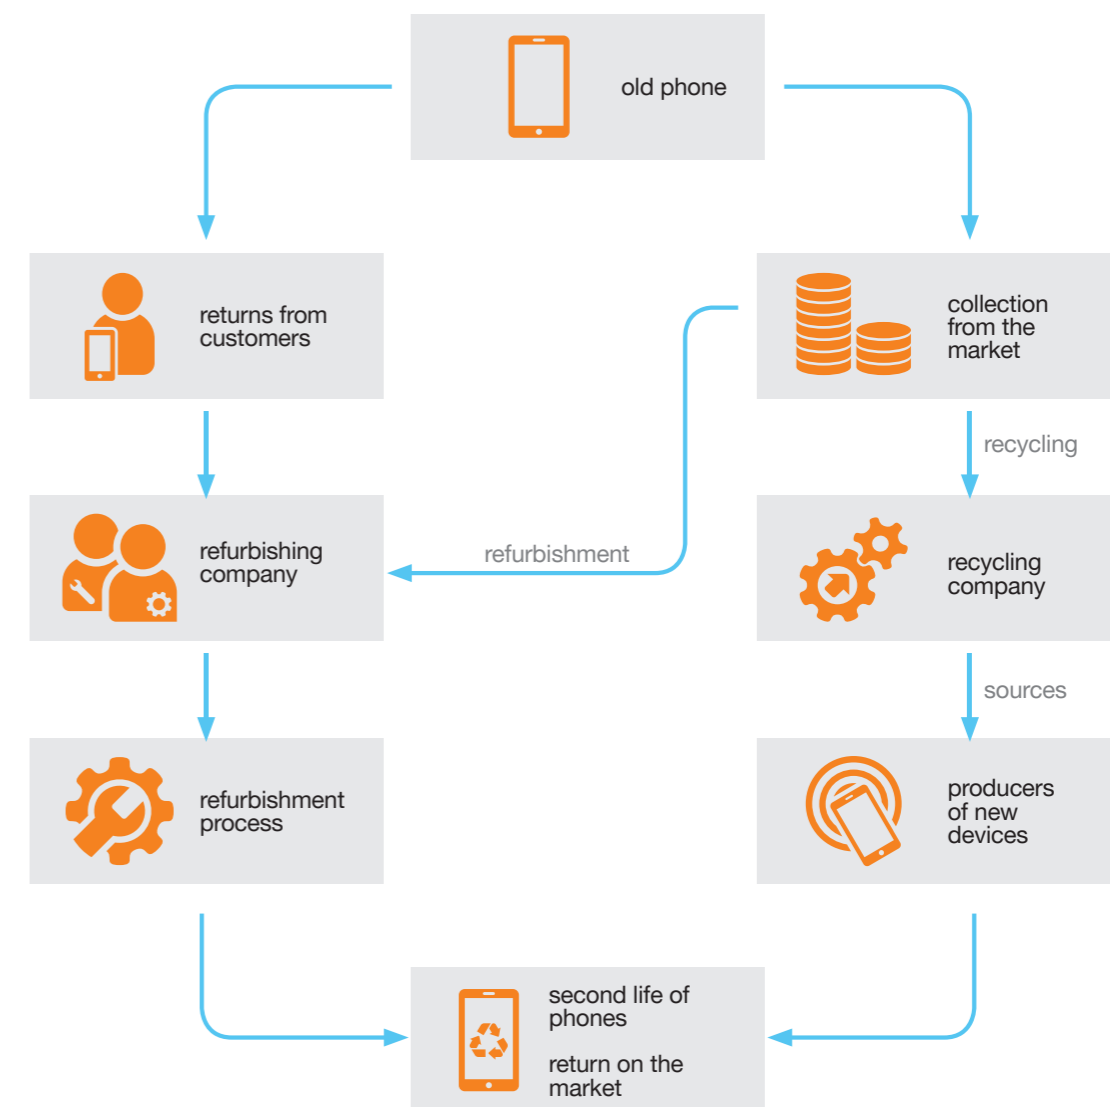 old phone
returns from
customers
collection
from the
market
recycling
refurbishing
company
refurbishment
recycling
company
sources
refurbishment
process
producers
of new
devices
second life of
phones
return on the
market